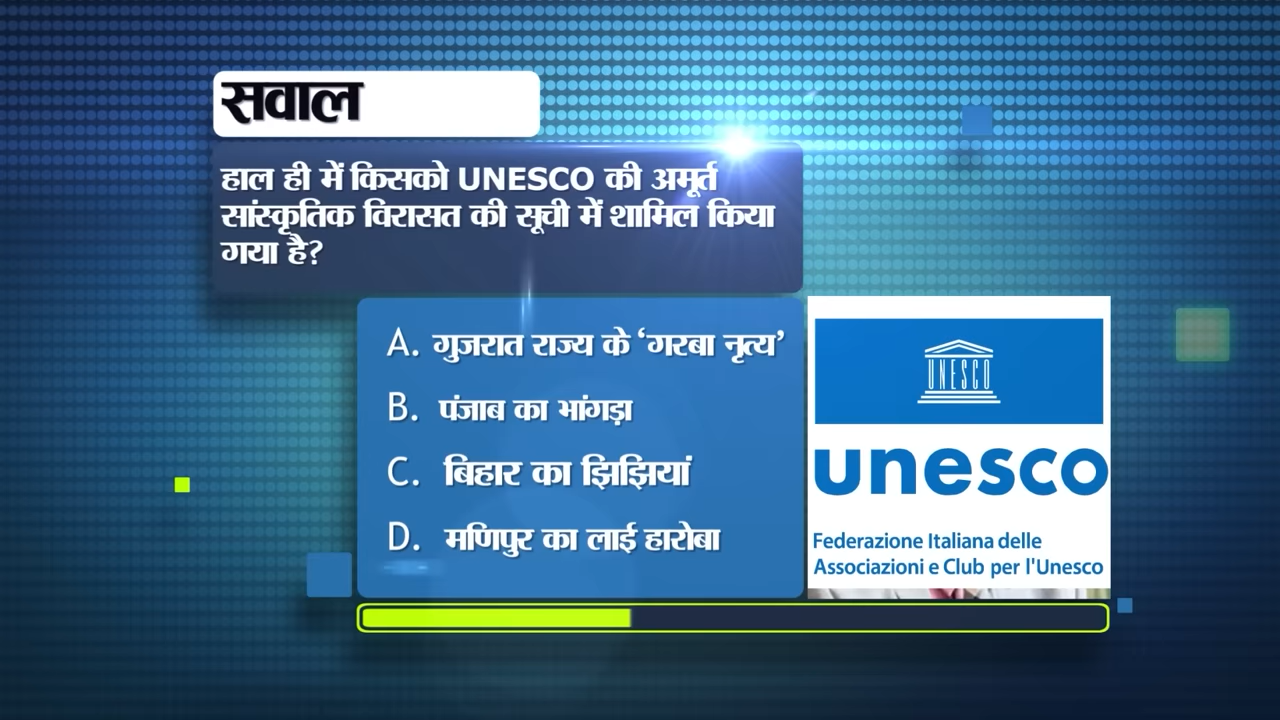 सवाल
हाल ही में किसको UNESCO की अमूर्त
सांस्कृतिक विरासत की सूची में शामिल किया
गया है?
A. गुजरात राज्य के ‘गरबा नृत्य’
B. पंजाब का भांगड़ा
C. बिहार का झिझियां
D. मणिपुर का लाई हारोबा
UNESCO
unesco
Federazione Italiana delle
Associazioni e Club per l'Unesco